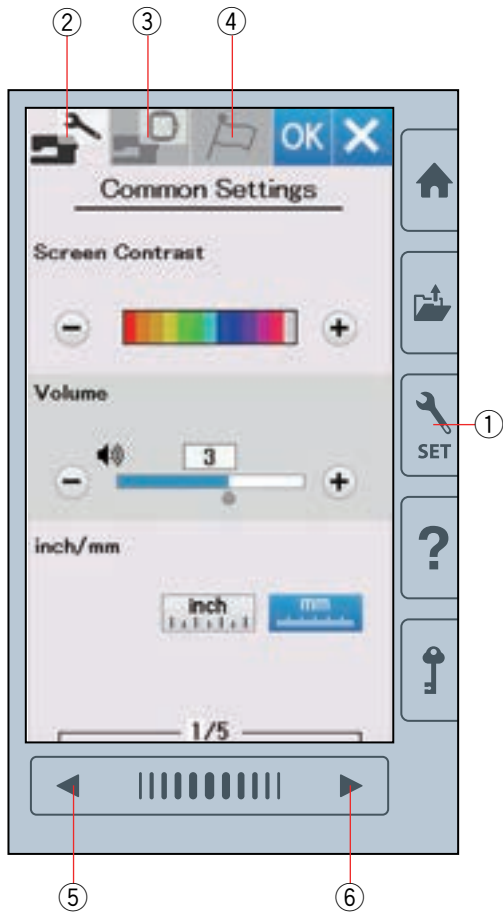 ② ③ ④
OK X
Common Settings
Screen Contrast
− +
Volume
3
− +
inch/mm
inch mm
1/5
SET
①
?
⑤ ⑥